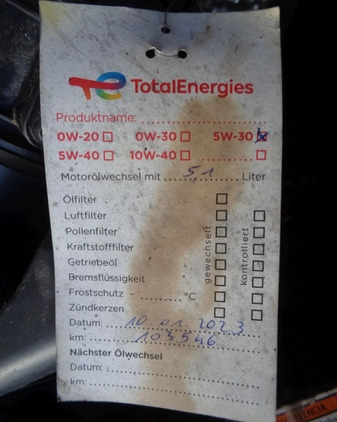 TotalEnergies
Produktname:
0W-20 0W-30 5W-30
5W-40 10W-40
Motorölwechsel mit 5,1 Liter
Ölfilter
Luftfilter
Pollenfilter
Kraftstofffilter
Getriebeöl
Bremsflüssigkeit
Frostschutz - °C
Zündkerzen
gewechselt
kontrolliert
Datum: 10.01.2023
km: 103546
Nächster Ölwechsel
Datum:
km: